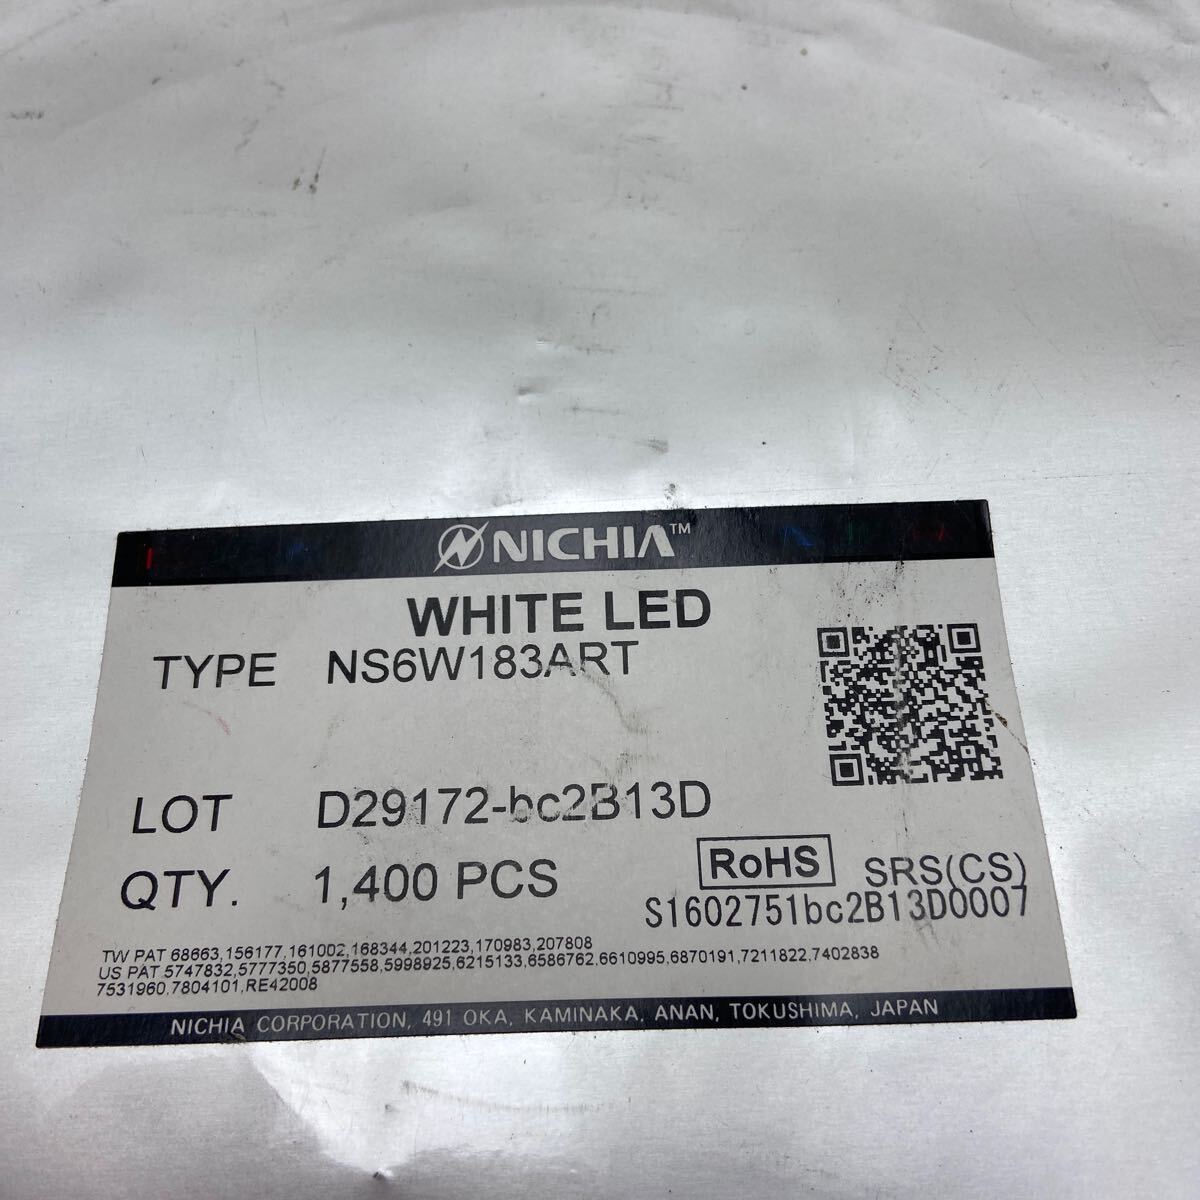 NICHIA™
WHITE LED
TYPE NS6W183ART
LOT D29172-bc2B13D
QTY. 1,400 PCS
RoHS SRS(CS)
S1602751bc2B13D0007
TW PAT 68663,156177,161002,168344,201223,170983,207808
US PAT 5747832,5777350,5877558,5998925,6215133,6586762,6610995,6870191,7211822,7402838
7531960,7804101,RE42008
NICHIA CORPORATION, 491 OKA, KAMINAKA, ANAN, TOKUSHIMA, JAPAN